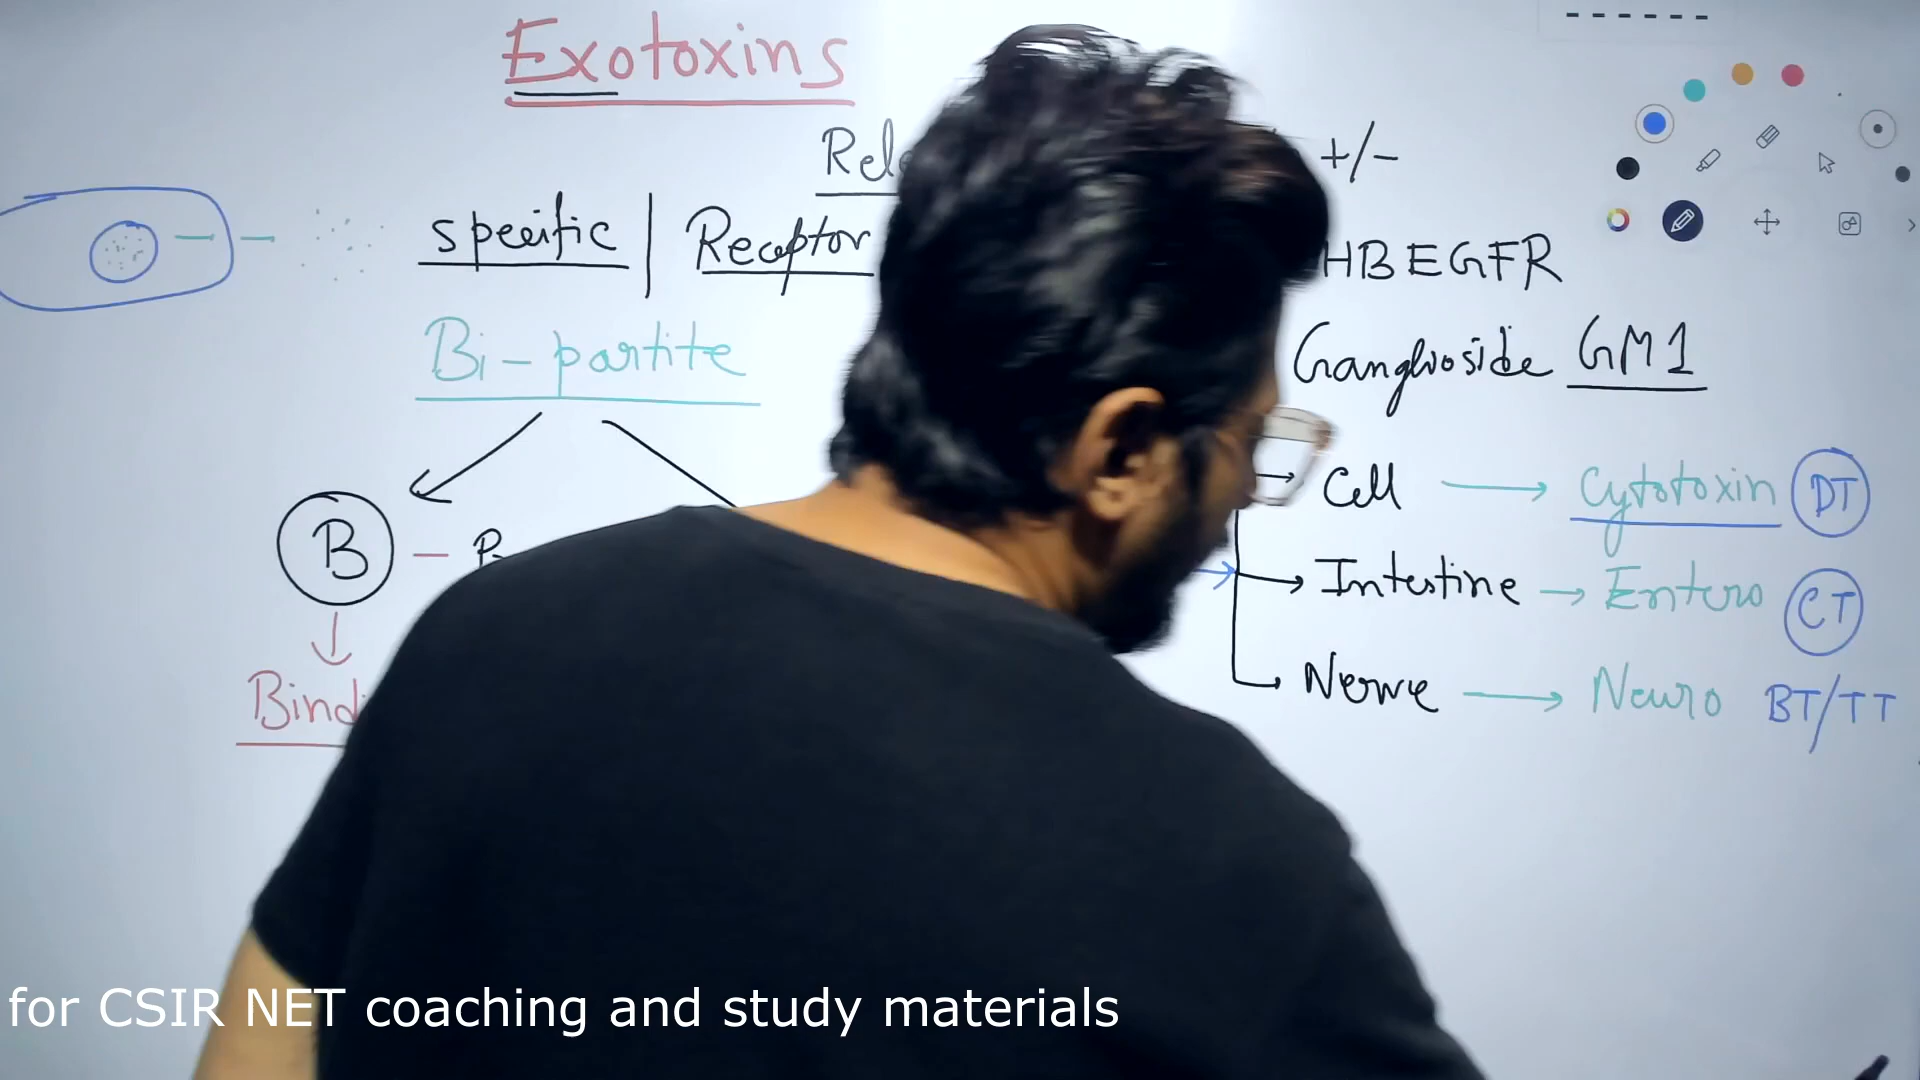 Exotoxins
+/-
specific | Receptor
HBEGFR
Bi-partite
Ganglioside GM1
Cell → Cytotoxin DT
B -
Intestine → Entero CT
Nerve → Neuro BT/TT
for CSIR NET coaching and study materials